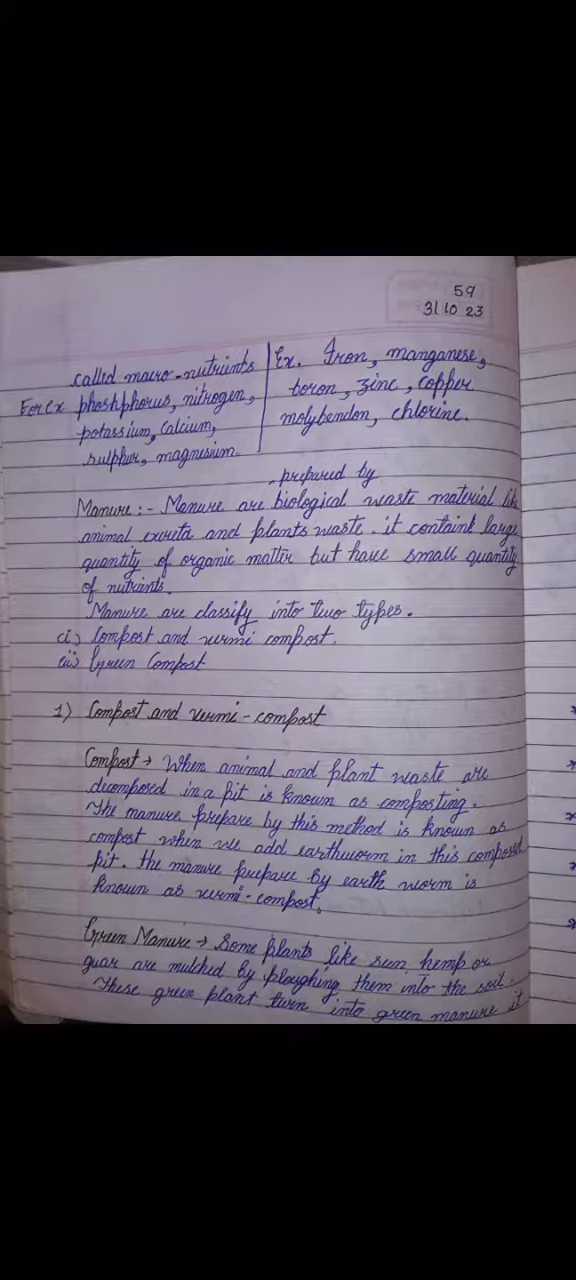 59
31 10 23
called macro-nutrients
For Ex phoshphorus, nitrogen,
potassium, Calcium,
sulphur, magnesium.
Ex. Iron, manganese,
boron, zinc, copper
molybendon, chlorine.
, prepared by
Manure :- Manure are biological waste material like
animal excreta and plants waste. it containt large
quantity of organic matter but have small quantity
of nutrients.
Manure are classify into two types.
(i) Compost and vermi compost.
(ii) Green Compost
1) Compost and vermi-compost
Compost → When animal and plant waste are
decomposed in a pit is known as composting.
The manure prepare by this method is known as
compost when we add earthworm in this composed
pit. the manure prepare by earth worm is
known as vermi-compost.
Green Manure → Some plants like sun hemp or
guar are mulched by ploughing them into the soil.
These green plant turn into green manure it